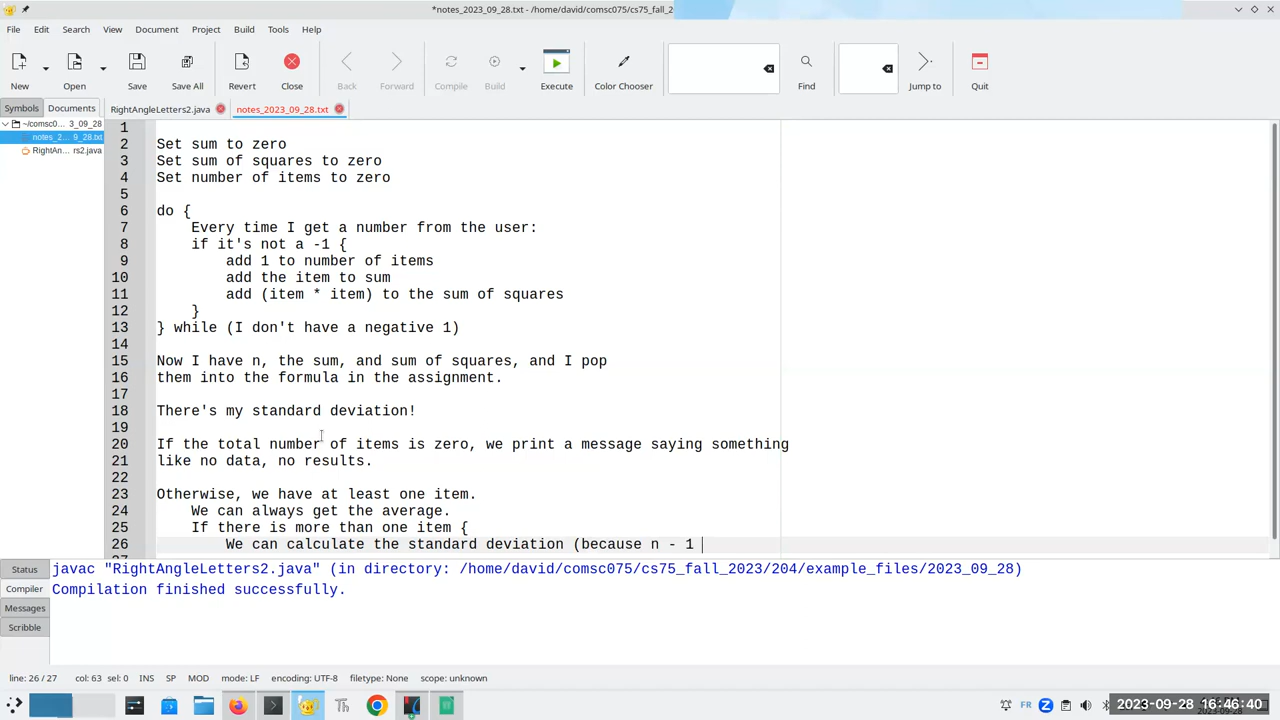 *notes_2023_09_28.txt - /home/david/comsc075/cs75_fall_2
File Edit Search View Document Project Build Tools Help
New Open Save Save All Revert Close Back Forward Compile Build Execute Color Chooser Find Jump to Quit
Symbols Documents RightAngleLetters2.java notes_2023_09_28.txt
~/comsc0... 3_09_28
notes_2... 9_28.txt
RightAn... rs2.java
1
2 Set sum to zero
3 Set sum of squares to zero
4 Set number of items to zero
5
6 do {
7 Every time I get a number from the user:
8 if it's not a -1 {
9 add 1 to number of items
10 add the item to sum
11 add (item * item) to the sum of squares
12 }
13 } while (I don't have a negative 1)
14
15 Now I have n, the sum, and sum of squares, and I pop
16 them into the formula in the assignment.
17
18 There's my standard deviation!
19
20 If the total number of items is zero, we print a message saying something
21 like no data, no results.
22
23 Otherwise, we have at least one item.
24 We can always get the average.
25 If there is more than one item {
26 We can calculate the standard deviation (because n - 1
Status
Compiler
Messages
Scribble
javac "RightAngleLetters2.java" (in directory: /home/david/comsc075/cs75_fall_2023/204/example_files/2023_09_28)
Compilation finished successfully.
line: 26 / 27 col: 63 sel: 0 INS SP MOD mode: LF encoding: UTF-8 filetype: None scope: unknown
FR 2023-09-28 16:46:40